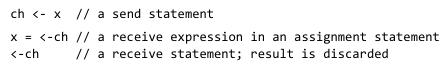 ch <- x  // a send statement
x = <-ch // a receive expression in an assignment statement
<-ch     // a receive statement; result is discarded